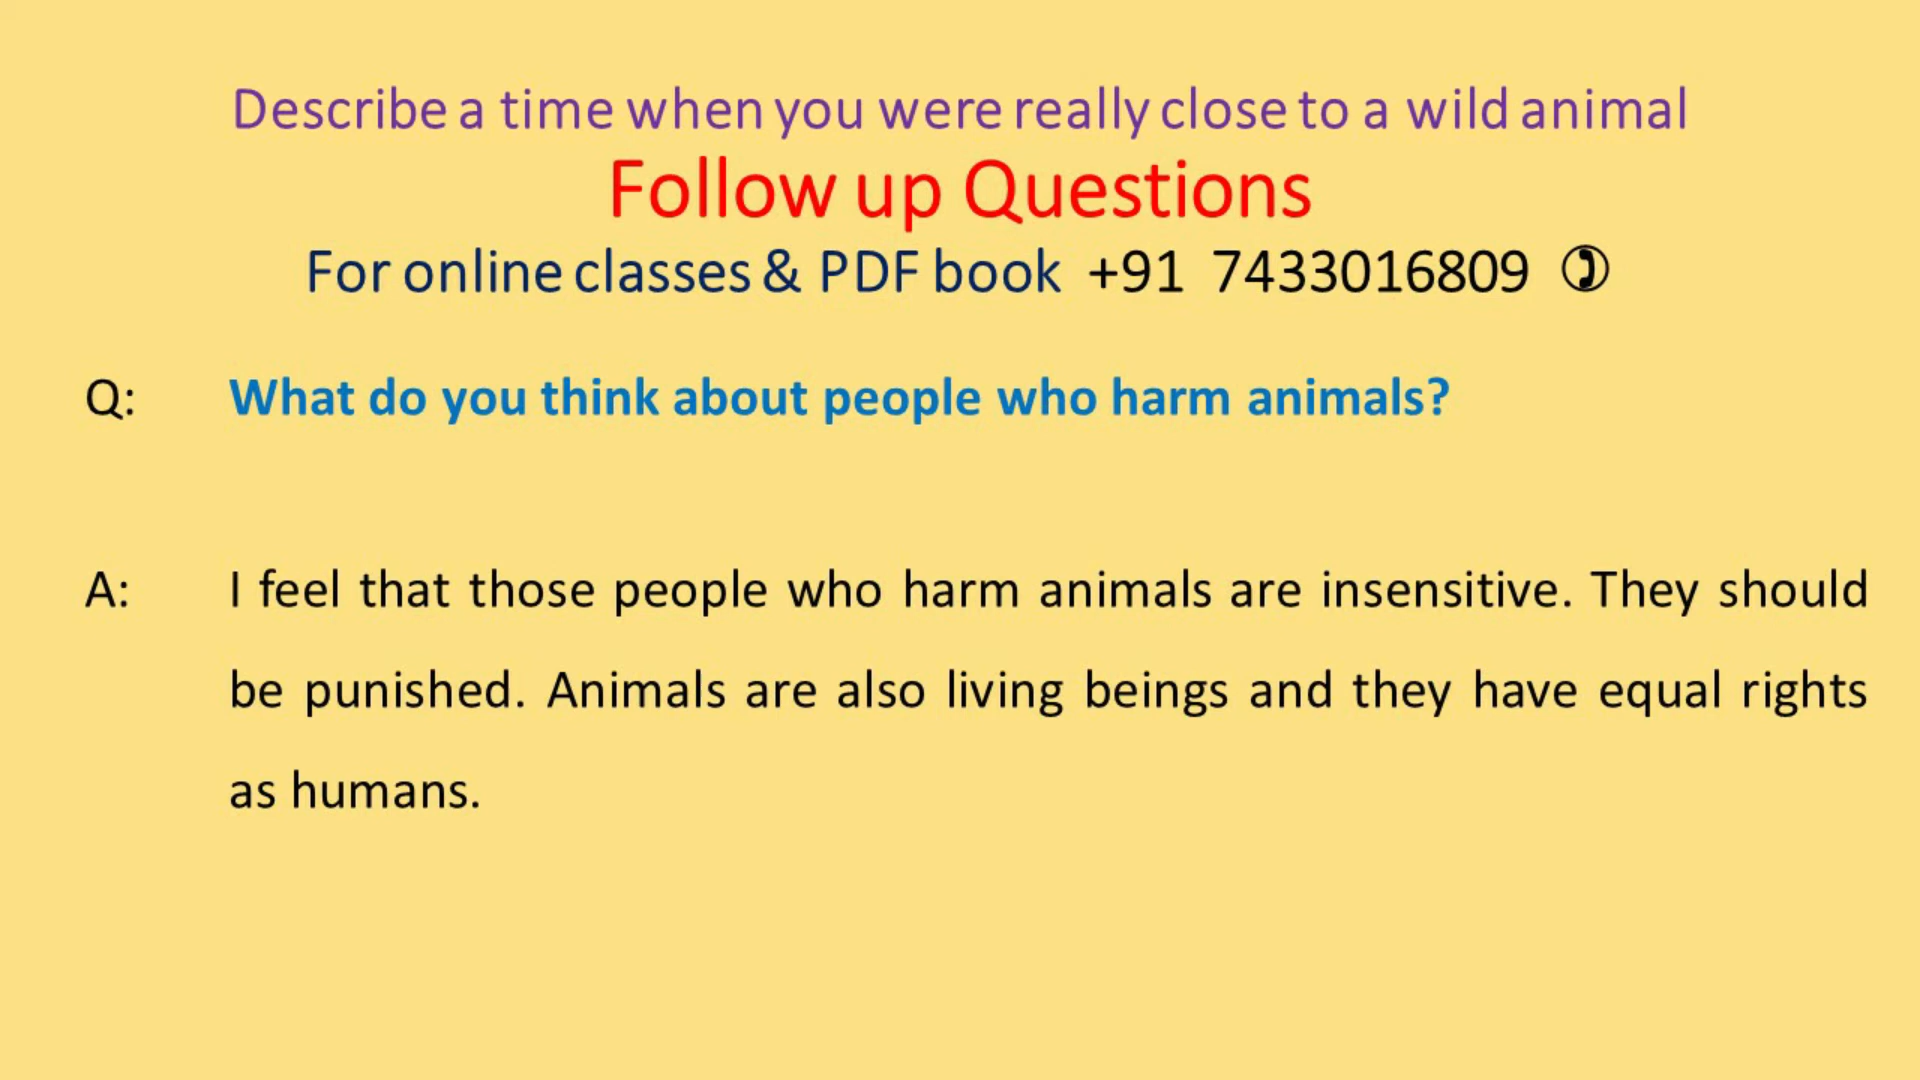 Describe a time when you were really close to a wild animal
Follow up Questions
For online classes & PDF book +91 7433016809 ✆
Q: What do you think about people who harm animals?
A: I feel that those people who harm animals are insensitive. They should
be punished. Animals are also living beings and they have equal rights
as humans.